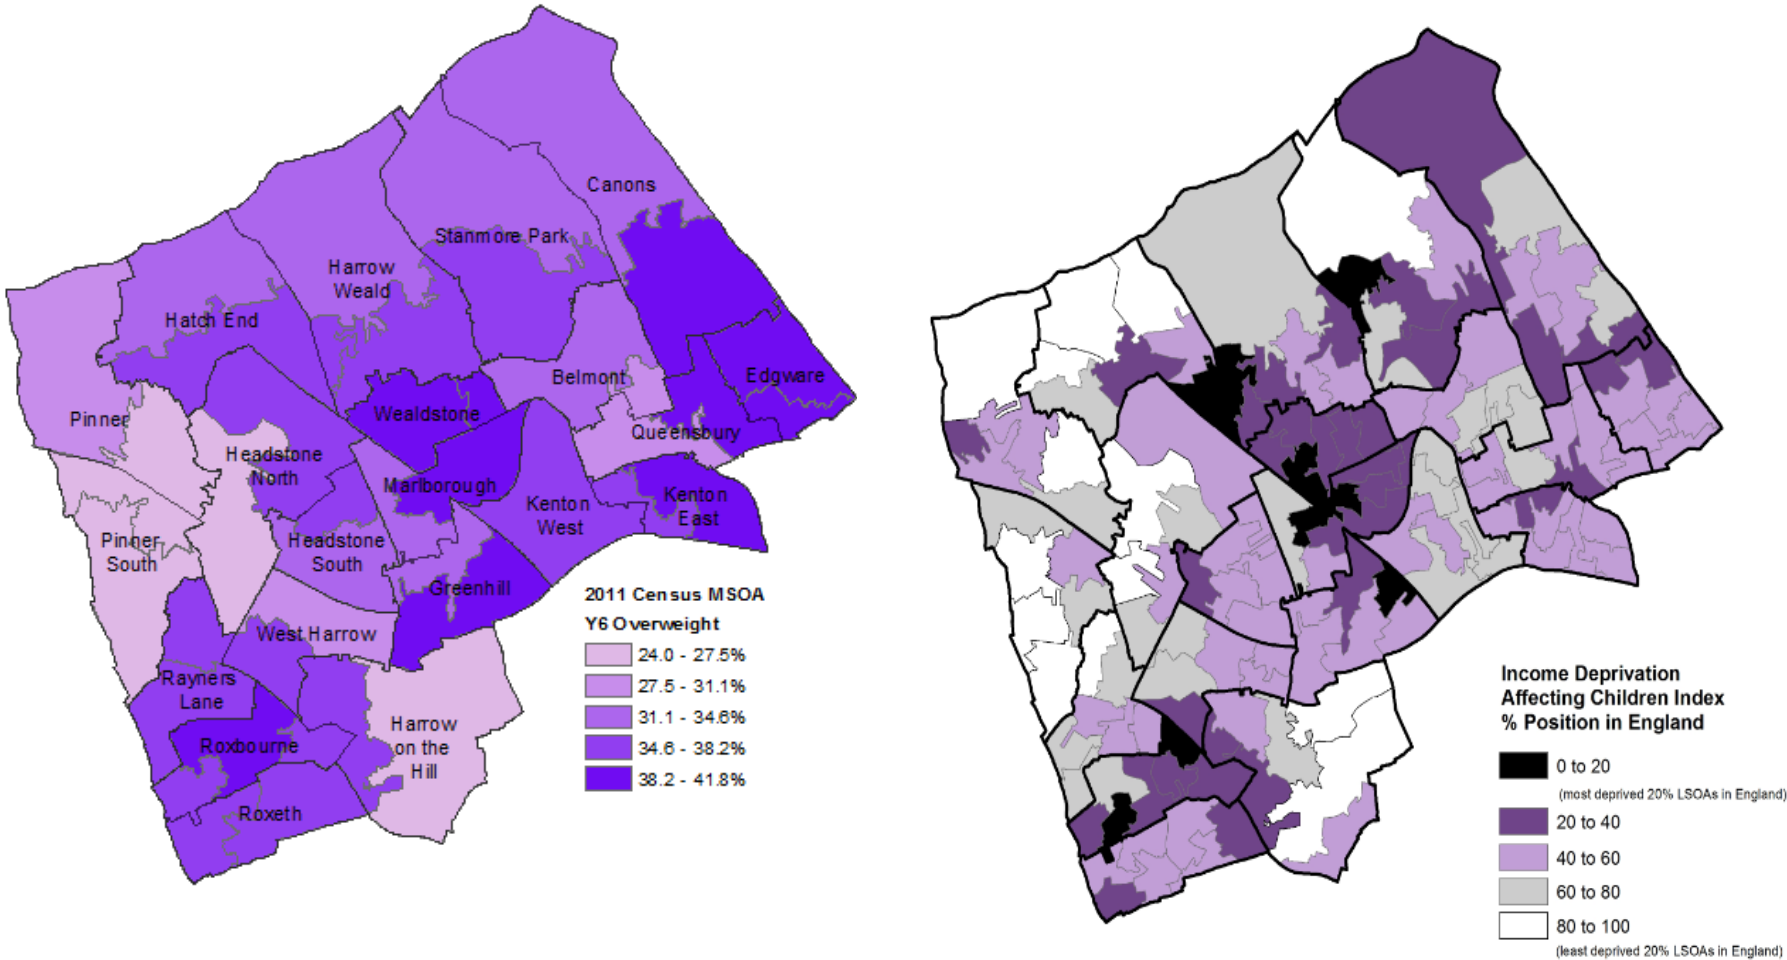 Canons
Stanmore Park
Harrow
Weald
Hatch End
Belmont
Edgware
Wealdstone
Pinner
Queensbury
Headstone
North
Marlborough
Kenton
West
Kenton
East
Pinner
South
Headstone
South
Greenhill
West Harrow
Rayners
Lane
Roxbourne
Harrow
on the
Hill
Roxeth
2011 Census MSOA
Y6 Overweight
24.0 - 27.5%
27.5 - 31.1%
31.1 - 34.6%
34.6 - 38.2%
38.2 - 41.8%
Income Deprivation
Affecting Children Index
% Position in England
0 to 20
(most deprived 20% LSOAs in England)
20 to 40
40 to 60
60 to 80
80 to 100
(least deprived 20% LSOAs in England)